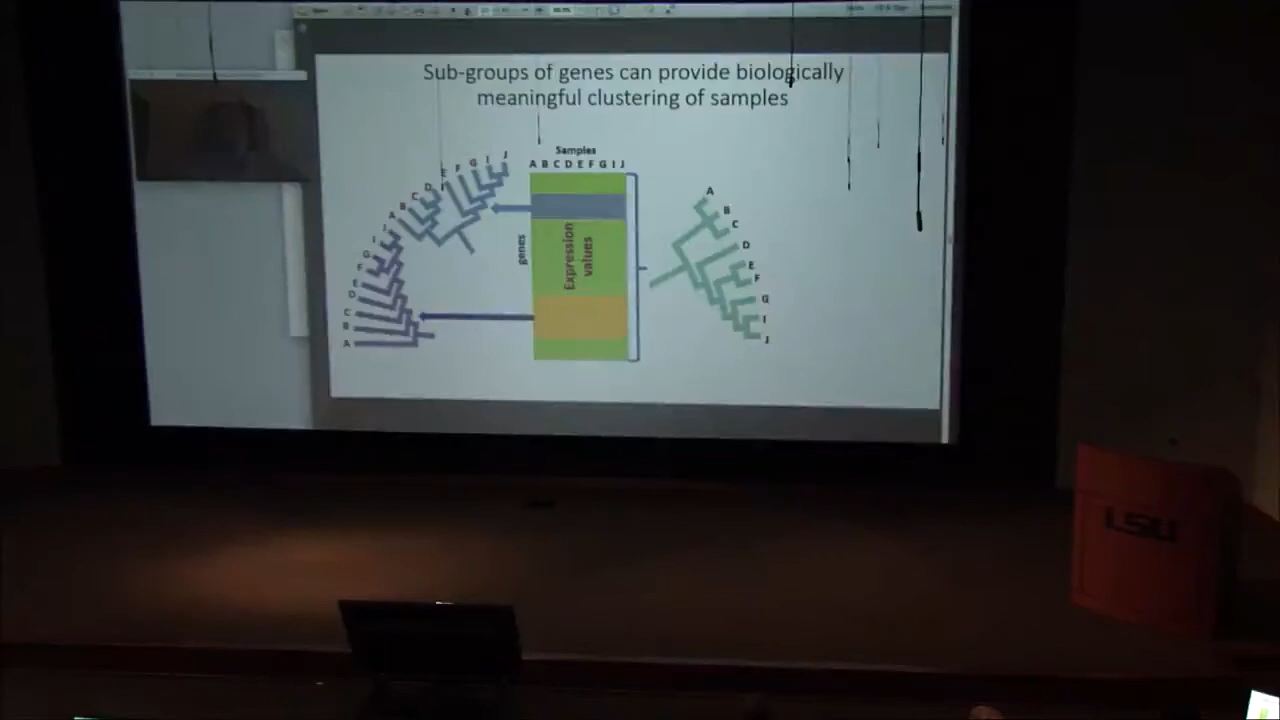 Sub-groups of genes can provide biologically
meaningful clustering of samples
Samples
A B C D E F G I J
genes
Expression
values
A
B
C
D
E
F
G
I
J
A
B
C
D
E
F
G
I
J
A
B
C
D
E
F
G
I
J
LSU